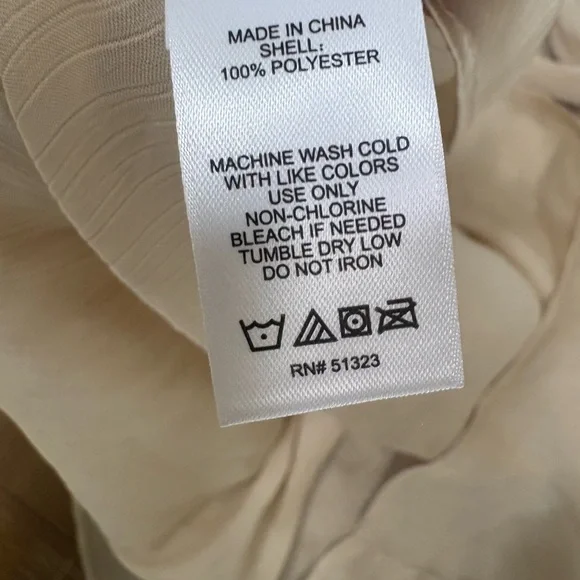 MADE IN CHINA
SHELL:
100% POLYESTER
MACHINE WASH COLD
WITH LIKE COLORS
USE ONLY
NON-CHLORINE
BLEACH IF NEEDED
TUMBLE DRY LOW
DO NOT IRON
RN# 51323